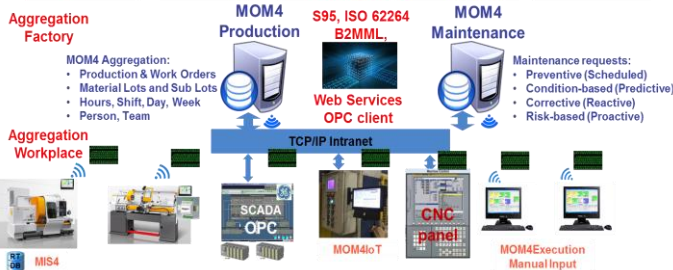 Aggregation
Factory
MOM4
Production
S95, ISO 62264
B2MML,
MOM4
Maintenance
MOM4 Aggregation:
• Production & Work Orders
• Material Lots and Sub Lots
• Hours, Shift, Day, Week
• Person, Team
Web Services
OPC client
Maintenance requests:
• Preventive (Scheduled)
• Condition-based (Predictive)
• Corrective (Reactive)
• Risk-based (Proactive)
Aggregation
Workplace
TCP/IP Intranet
SCADA
OPC
CNC
panel
RT
DB
MIS4
MOM4IoT
MOM4Execution
Manual Input